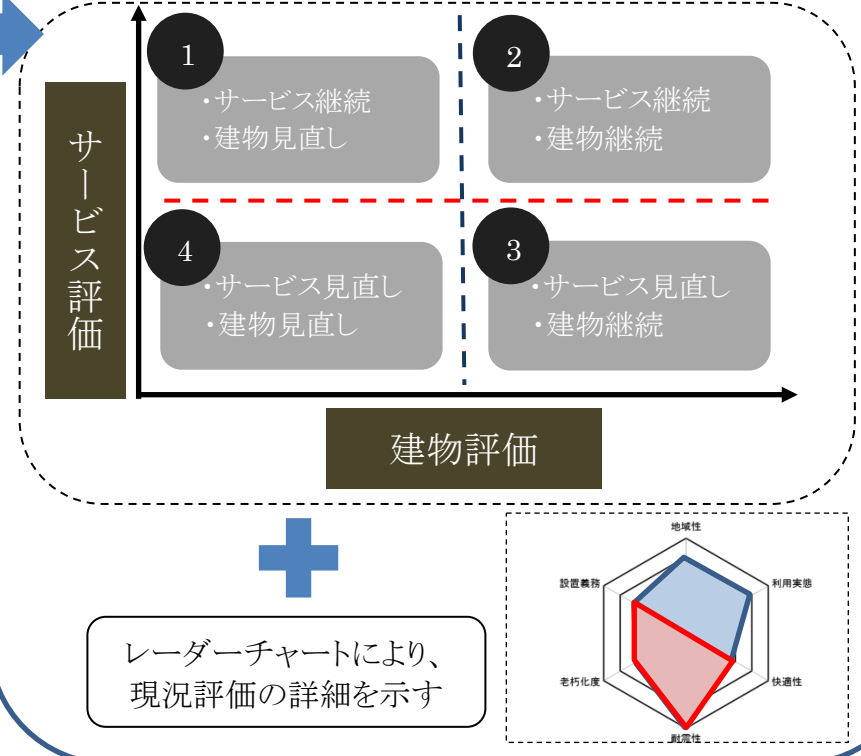 サービス評価
1
・サービス継続
・建物見直し
2
・サービス継続
・建物継続
4
・サービス見直し
・建物見直し
3
・サービス見直し
・建物継続
建物評価
レーダーチャートにより、
現況評価の詳細を示す
地域性
利用実態
快適性
耐震性
老朽化度
設置義務